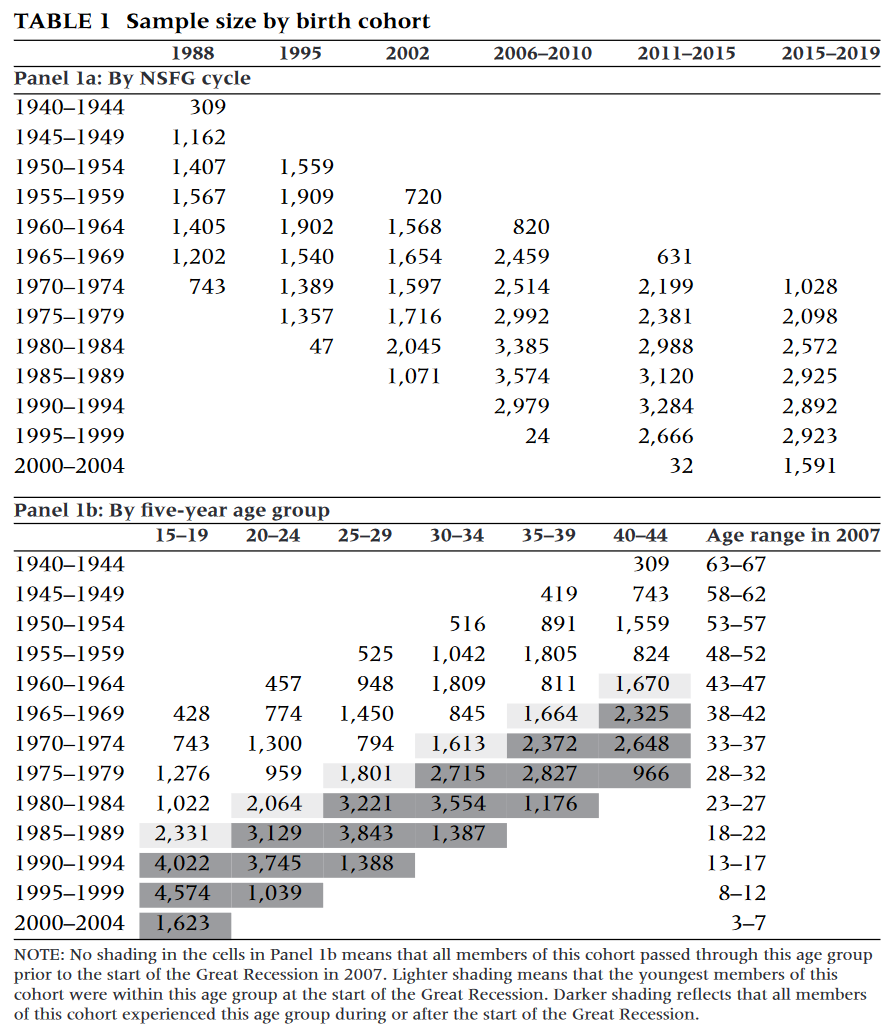 TABLE 1 Sample size by birth cohort
1988 1995 2002 2006–2010 2011–2015 2015–2019
Panel 1a: By NSFG cycle
1940–1944 309
1945–1949 1,162
1950–1954 1,407 1,559
1955–1959 1,567 1,909 720
1960–1964 1,405 1,902 1,568 820
1965–1969 1,202 1,540 1,654 2,459 631
1970–1974 743 1,389 1,597 2,514 2,199 1,028
1975–1979 1,357 1,716 2,992 2,381 2,098
1980–1984 47 2,045 3,385 2,988 2,572
1985–1989 1,071 3,574 3,120 2,925
1990–1994 2,979 3,284 2,892
1995–1999 24 2,666 2,923
2000–2004 32 1,591
Panel 1b: By five-year age group
15–19 20–24 25–29 30–34 35–39 40–44 Age range in 2007
1940–1944 309 63–67
1945–1949 419 743 58–62
1950–1954 516 891 1,559 53–57
1955–1959 525 1,042 1,805 824 48–52
1960–1964 457 948 1,809 811 1,670 43–47
1965–1969 428 774 1,450 845 1,664 2,325 38–42
1970–1974 743 1,300 794 1,613 2,372 2,648 33–37
1975–1979 1,276 959 1,801 2,715 2,827 966 28–32
1980–1984 1,022 2,064 3,221 3,554 1,176 23–27
1985–1989 2,331 3,129 3,843 1,387 18–22
1990–1994 4,022 3,745 1,388 13–17
1995–1999 4,574 1,039 8–12
2000–2004 1,623 3–7
NOTE: No shading in the cells in Panel 1b means that all members of this cohort passed through this age group
prior to the start of the Great Recession in 2007. Lighter shading means that the youngest members of this
cohort were within this age group at the start of the Great Recession. Darker shading reflects that all members
of this cohort experienced this age group during or after the start of the Great Recession.